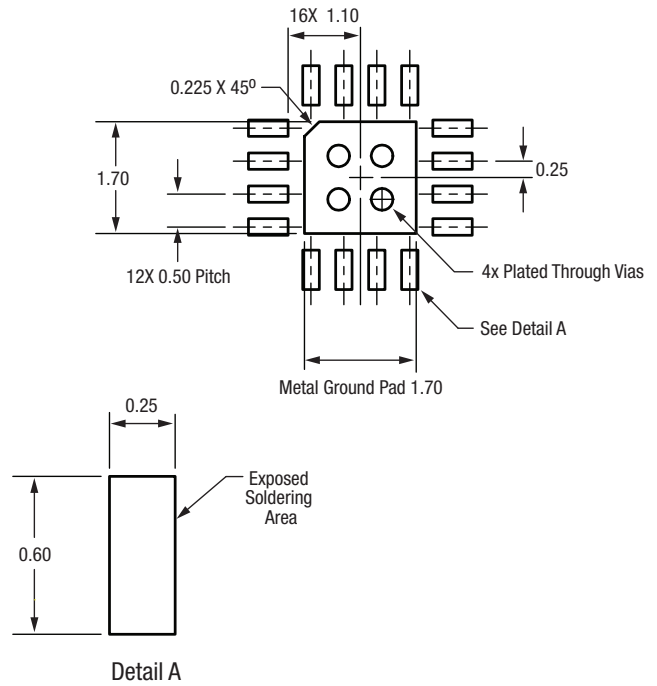 16X 1.10
0.225 X 45⁰
1.70
0.25
12X 0.50 Pitch
4x Plated Through Vias
See Detail A
Metal Ground Pad 1.70
0.25
Exposed
Soldering
Area
0.60
Detail A